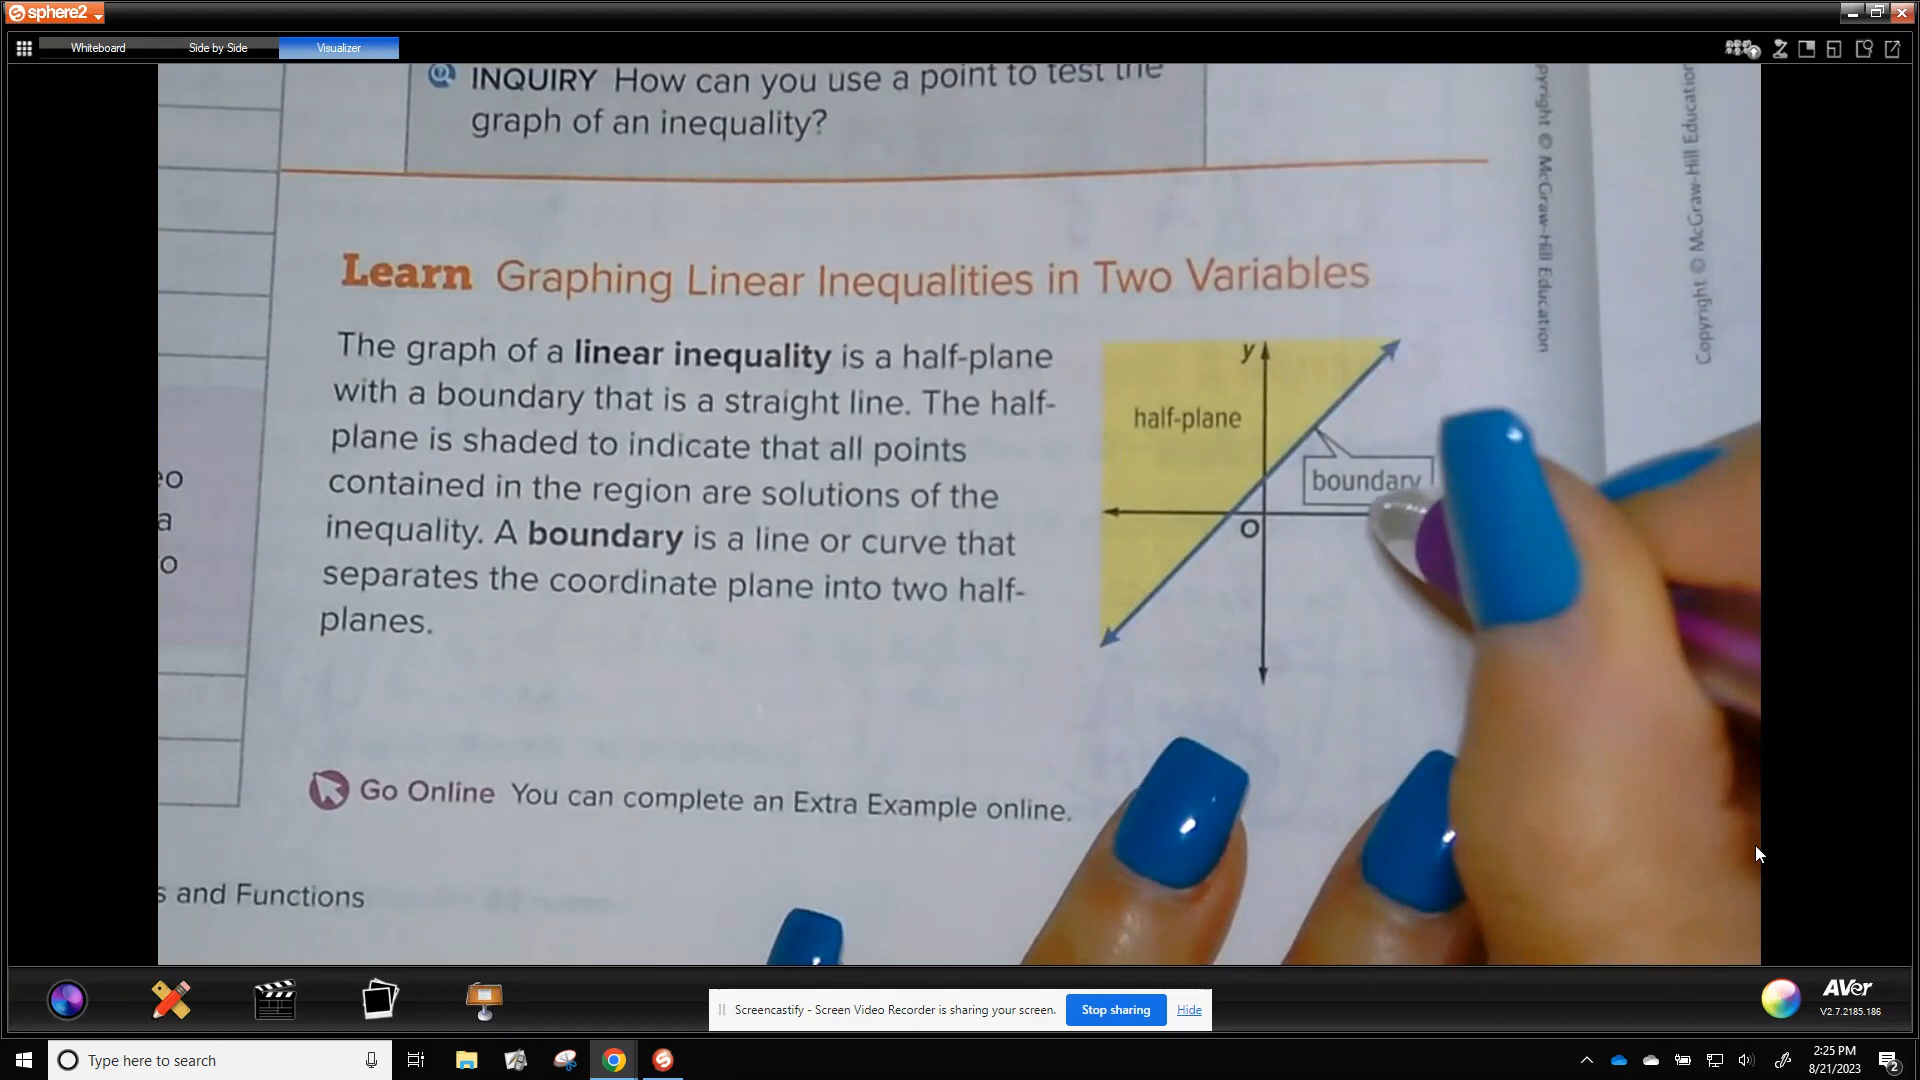 sphere2
Whiteboard
Side by Side
Visualizer
INQUIRY How can you use a point to test the
graph of an inequality?
Learn Graphing Linear Inequalities in Two Variables
The graph of a linear inequality is a half-plane
with a boundary that is a straight line. The half-
plane is shaded to indicate that all points
contained in the region are solutions of the
inequality. A boundary is a line or curve that
separates the coordinate plane into two half-
planes.
y
half-plane
boundary
O
pyright © McGraw-Hill Education
Copyright © McGraw-Hill Education
eo
a
o
Go Online You can complete an Extra Example online.
s and Functions
Screencastify - Screen Video Recorder is sharing your screen.
Stop sharing
Hide
AVer
V2.7.2185.186
Type here to search
2:25 PM
8/21/2023
2